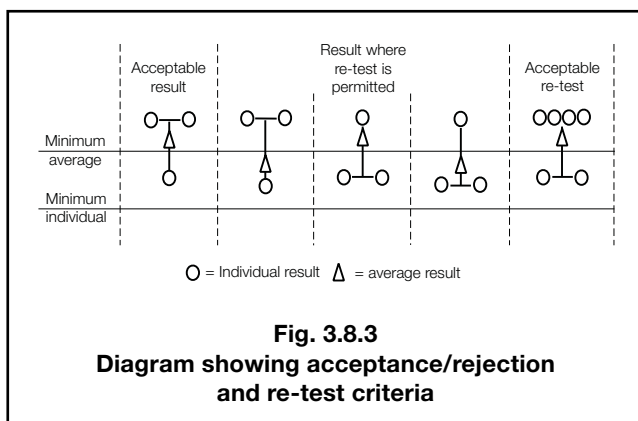 Acceptable
result
Result where
re-test is
permitted
Acceptable
re-test
Minimum
average
Minimum
individual
= Individual result = average result
Fig. 3.8.3
Diagram showing acceptance/rejection
and re-test criteria